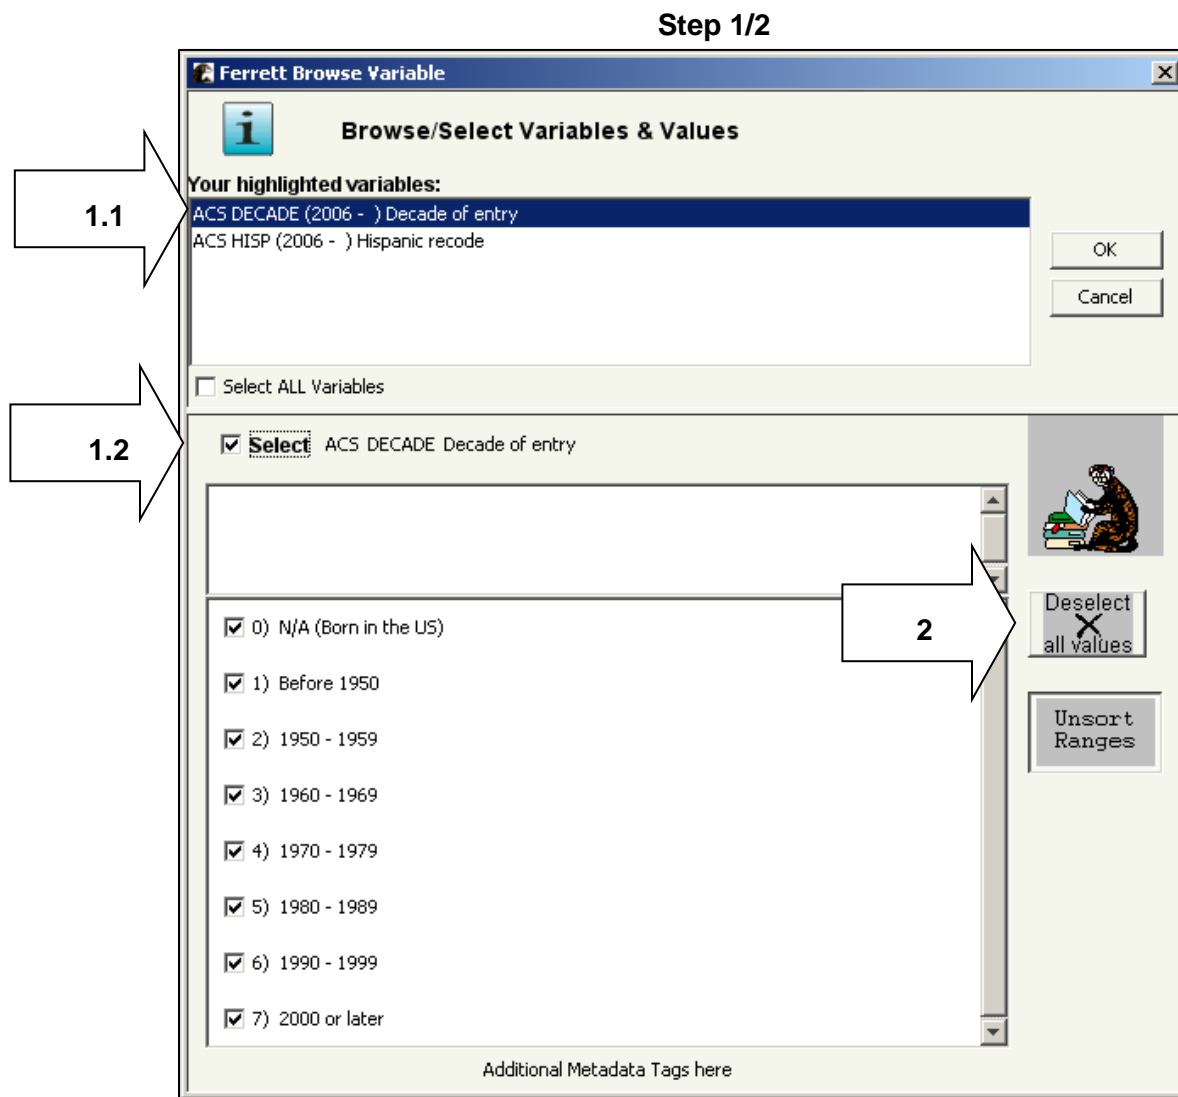 Step 1/2
Ferrett Browse Variable
i
Browse/Select Variables & Values
Your highlighted variables:
1.1
ACS DECADE (2006 - ) Decade of entry
ACS HISP (2006 - ) Hispanic recode
OK
Cancel
Select ALL Variables
1.2
Select ACS DECADE Decade of entry
0) N/A (Born in the US)
1) Before 1950
2) 1950 - 1959
3) 1960 - 1969
4) 1970 - 1979
5) 1980 - 1989
6) 1990 - 1999
7) 2000 or later
2
Deselect
all values
Unsort
Ranges
Additional Metadata Tags here